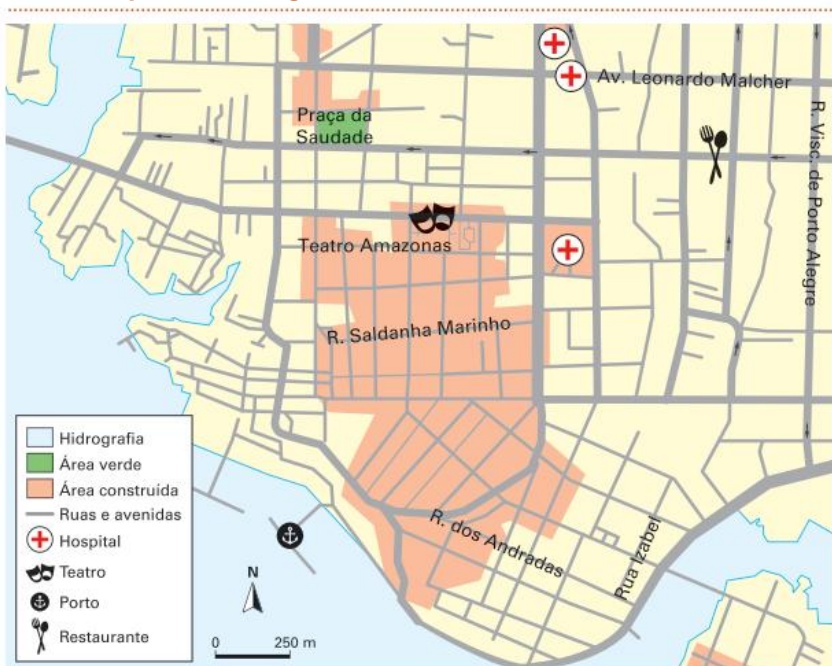 Av. Leonardo Malcher
Praça da
Saudade
R. Visc. de Porto Alegre
Teatro Amazonas
R. Saldanha Marinho
R. dos Andradas
Rua Izabel
Hidrografia
Área verde
Área construída
Ruas e avenidas
Hospital
Teatro
Porto
Restaurante
N
0 250 m